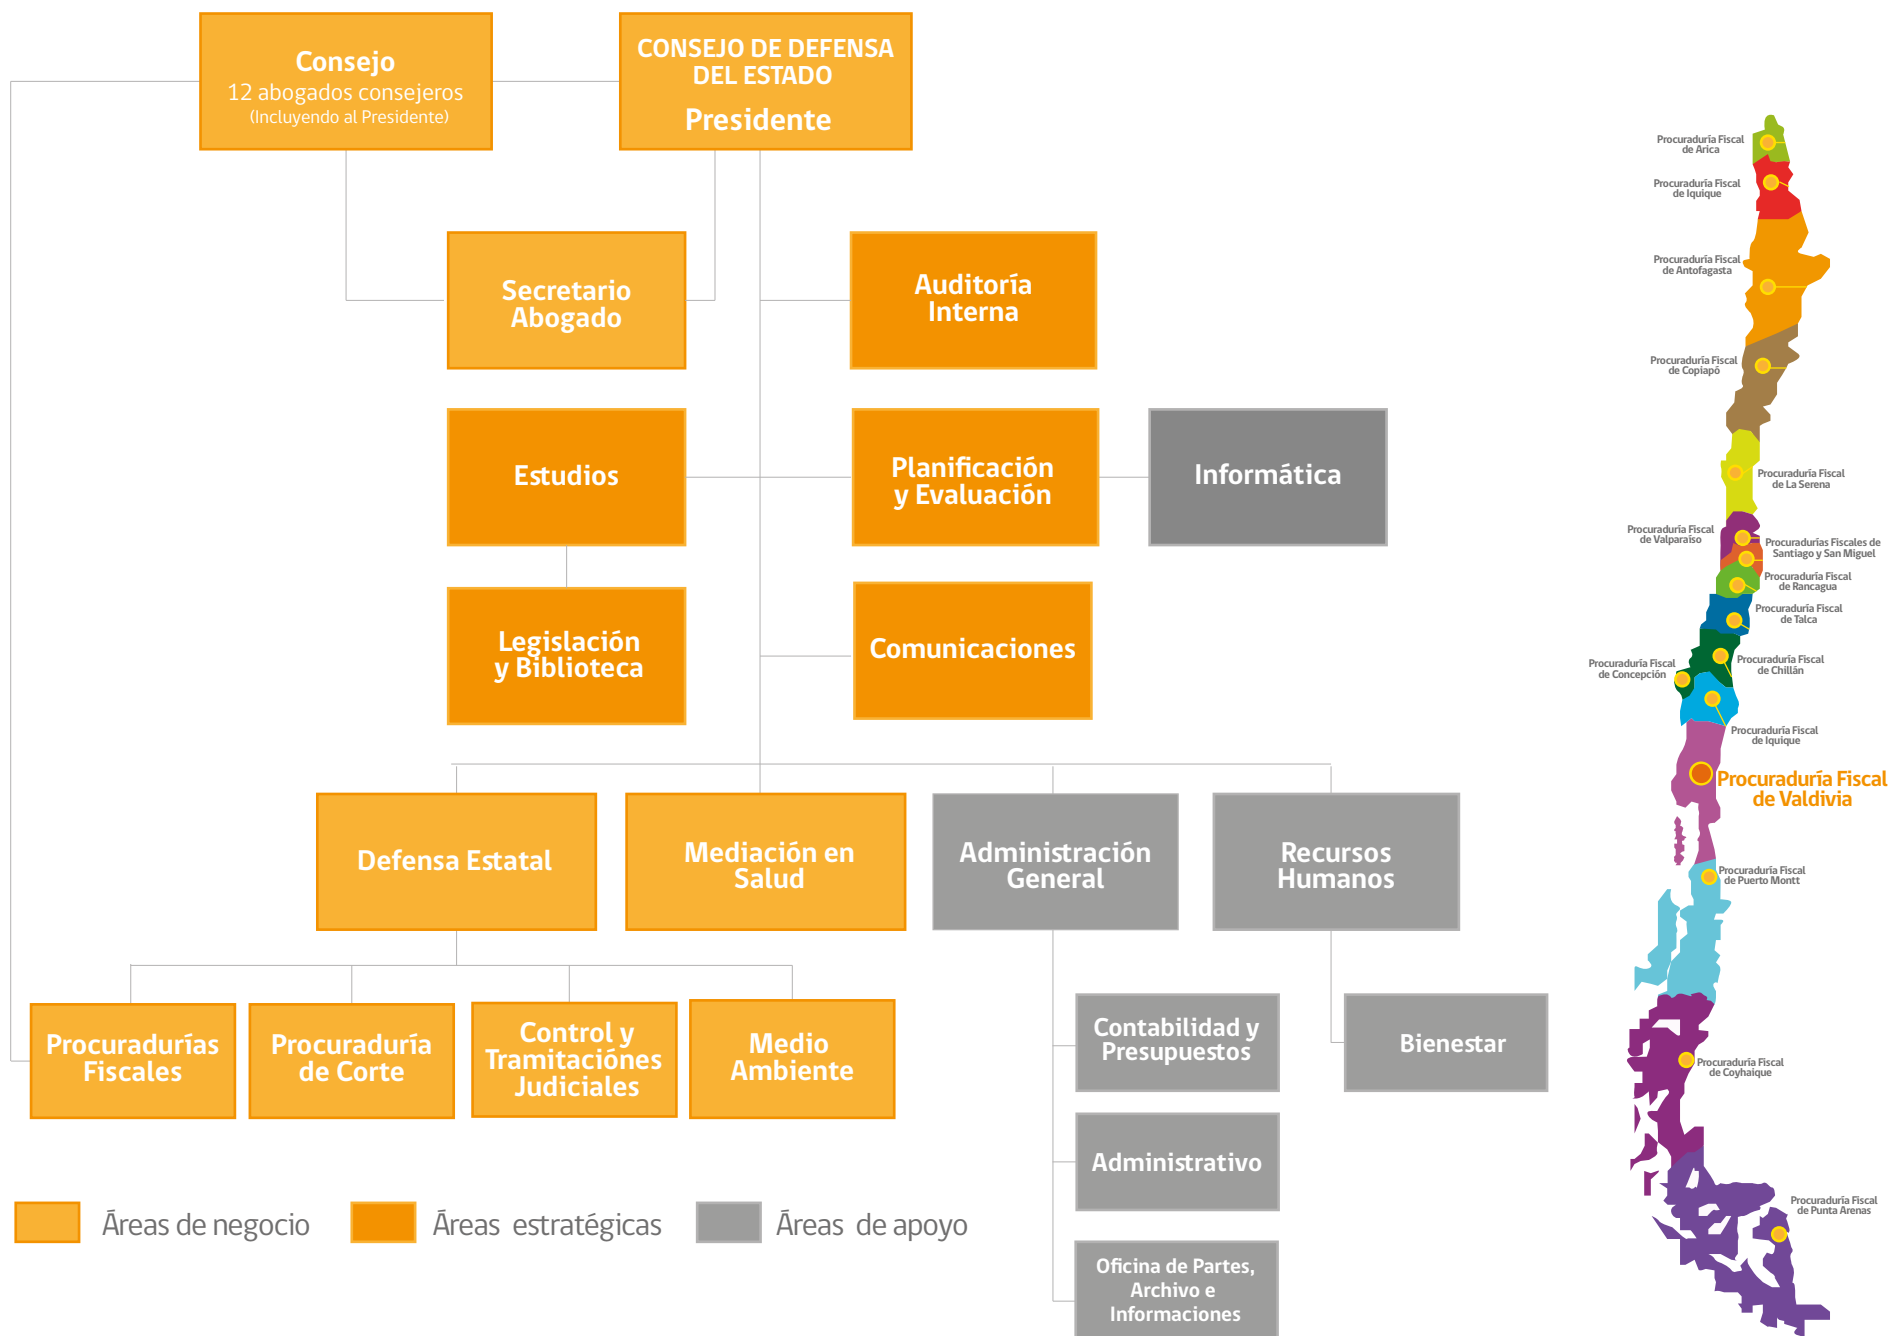 Consejo
12 abogados consejeros
(Incluyendo al Presidente)
CONSEJO DE DEFENSA
DEL ESTADO
Presidente
Secretario
Abogado
Auditoría
Interna
Estudios
Planificación
y Evaluación
Informática
Legislación
y Biblioteca
Comunicaciones
Defensa Estatal
Mediación en
Salud
Administración
General
Recursos
Humanos
Procuradurías
Fiscales
Procuraduría
de Corte
Control y
Tramitaciónes
Judiciales
Medio
Ambiente
Contabilidad y
Presupuestos
Bienestar
Administrativo
Oficina de Partes,
Archivo e
Informaciones
Áreas de negocio
Áreas estratégicas
Áreas de apoyo
Procuraduría Fiscal
de Arica
Procuraduría Fiscal
de Iquique
Procuraduría Fiscal
de Antofagasta
Procuraduría Fiscal
de Copiapó
Procuraduría Fiscal
de La Serena
Procuraduría Fiscal
de Valparaíso
Procuradurías Fiscales de
Santiago y San Miguel
Procuraduría Fiscal
de Rancagua
Procuraduría Fiscal
de Talca
Procuraduría Fiscal
de Chillán
Procuraduría Fiscal
de Concepción
Procuraduría Fiscal
de Iquique
Procuraduría Fiscal
de Valdivia
Procuraduría Fiscal
de Puerto Montt
Procuraduría Fiscal
de Coyhaique
Procuraduría Fiscal
de Punta Arenas